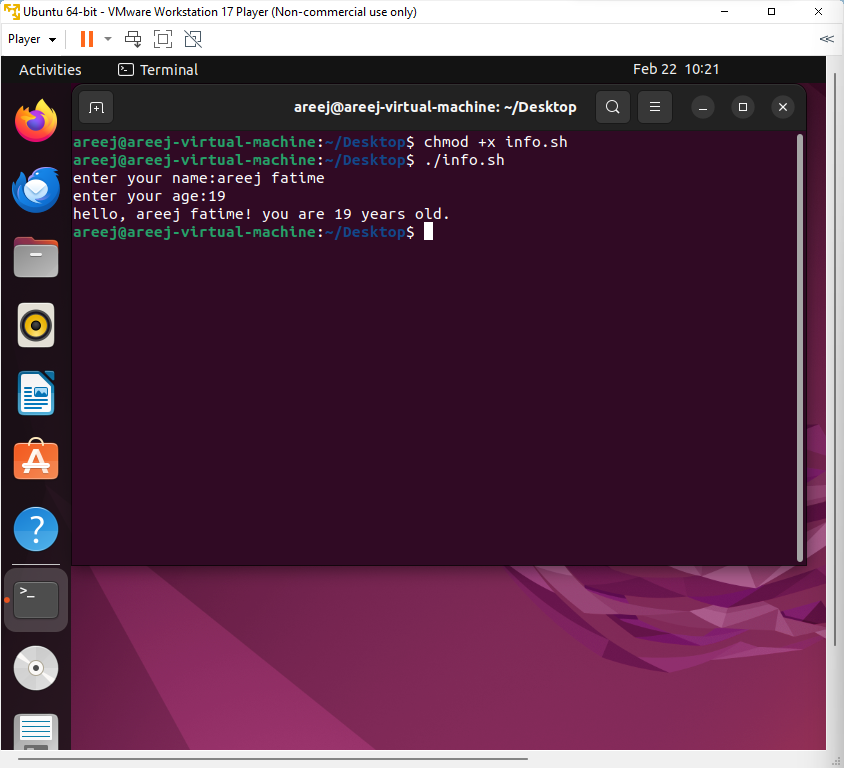 Ubuntu 64-bit - VMware Workstation 17 Player (Non-commercial use only)
Player
Activities
Terminal
Feb 22 10:21
areej@areej-virtual-machine: ~/Desktop
areej@areej-virtual-machine:~/Desktop$ chmod +x info.sh
areej@areej-virtual-machine:~/Desktop$ ./info.sh
enter your name:areej fatime
enter your age:19
hello, areej fatime! you are 19 years old.
areej@areej-virtual-machine:~/Desktop$